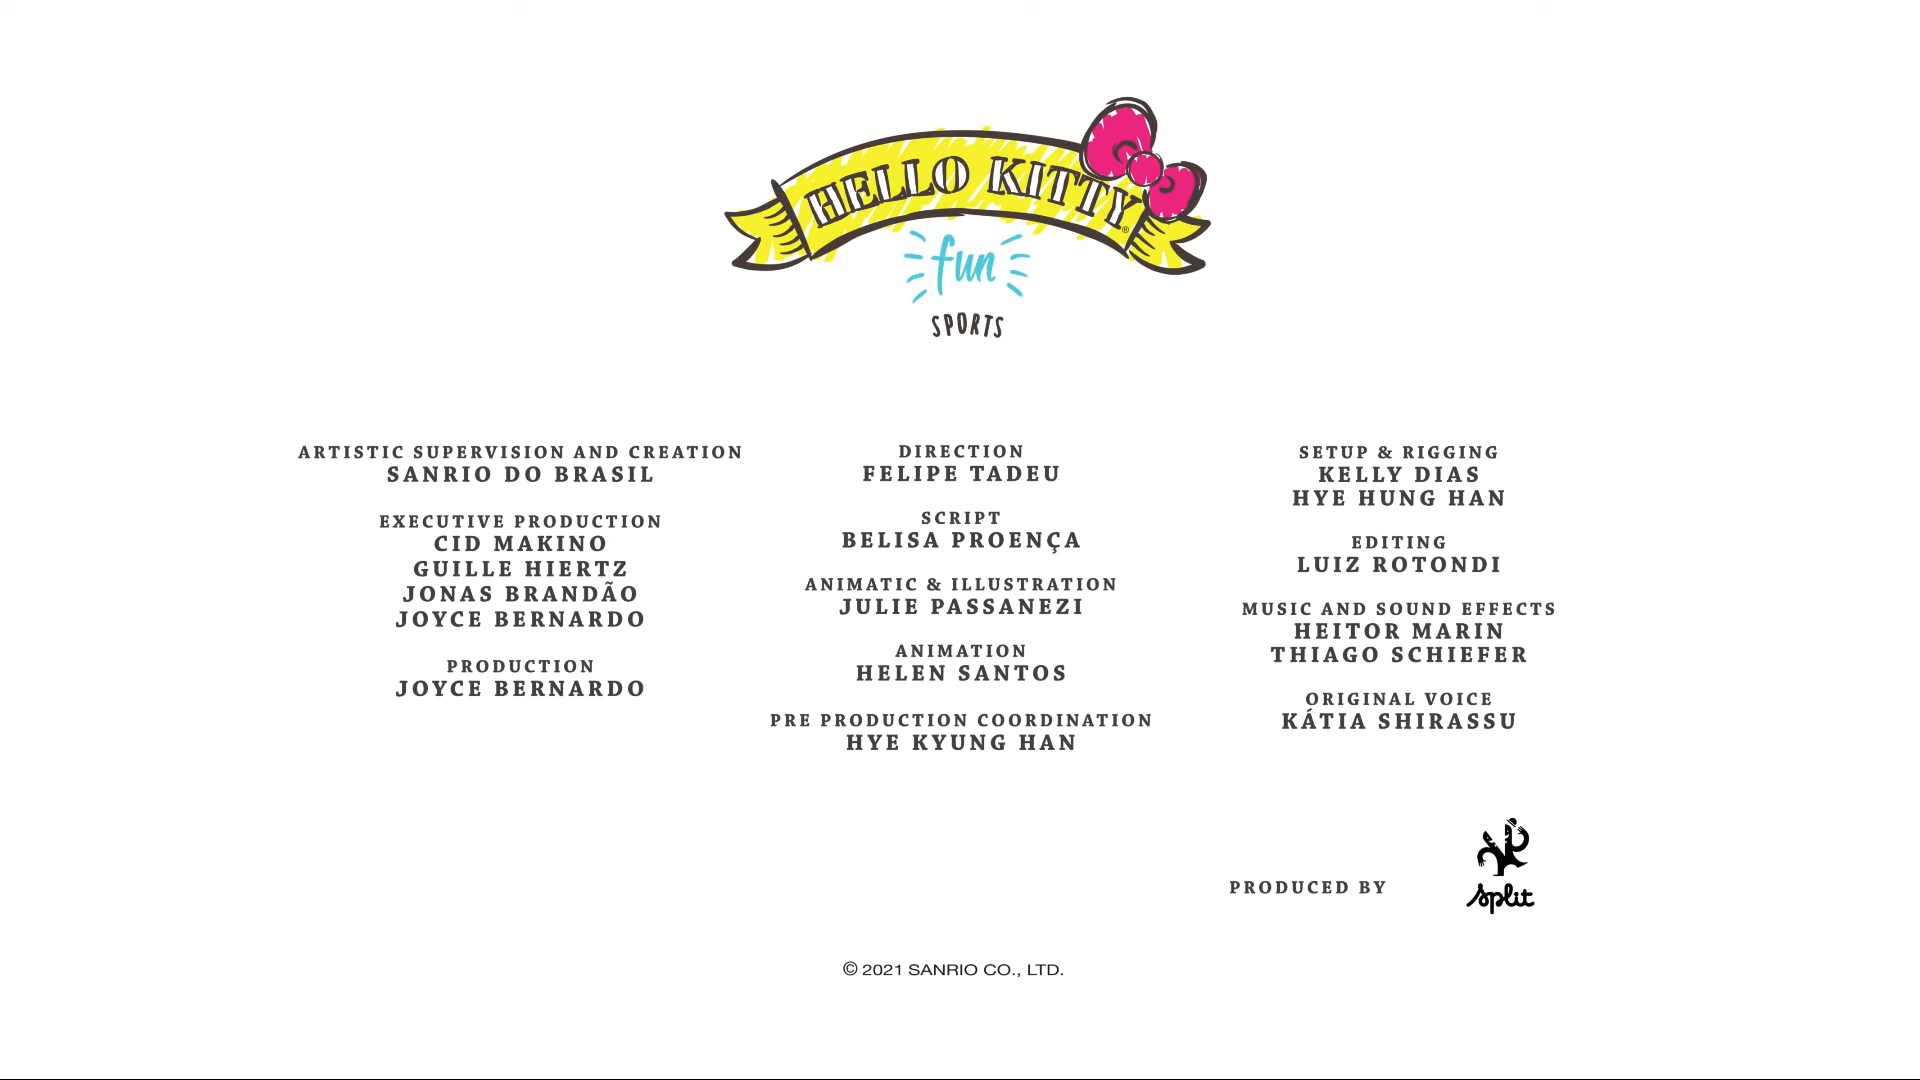 HELLO KITTY®
fun
SPORTS
ARTISTIC SUPERVISION AND CREATION
SANRIO DO BRASIL
EXECUTIVE PRODUCTION
CID MAKINO
GUILLE HIERTZ
JONAS BRANDÃO
JOYCE BERNARDO
PRODUCTION
JOYCE BERNARDO
DIRECTION
FELIPE TADEU
SCRIPT
BELISA PROENÇA
ANIMATIC & ILLUSTRATION
JULIE PASSANEZI
ANIMATION
HELEN SANTOS
PRE PRODUCTION COORDINATION
HYE KYUNG HAN
SETUP & RIGGING
KELLY DIAS
HYE HUNG HAN
EDITING
LUIZ ROTONDI
MUSIC AND SOUND EFFECTS
HEITOR MARIN
THIAGO SCHIEFER
ORIGINAL VOICE
KÁTIA SHIRASSU
PRODUCED BY
split
© 2021 SANRIO CO., LTD.